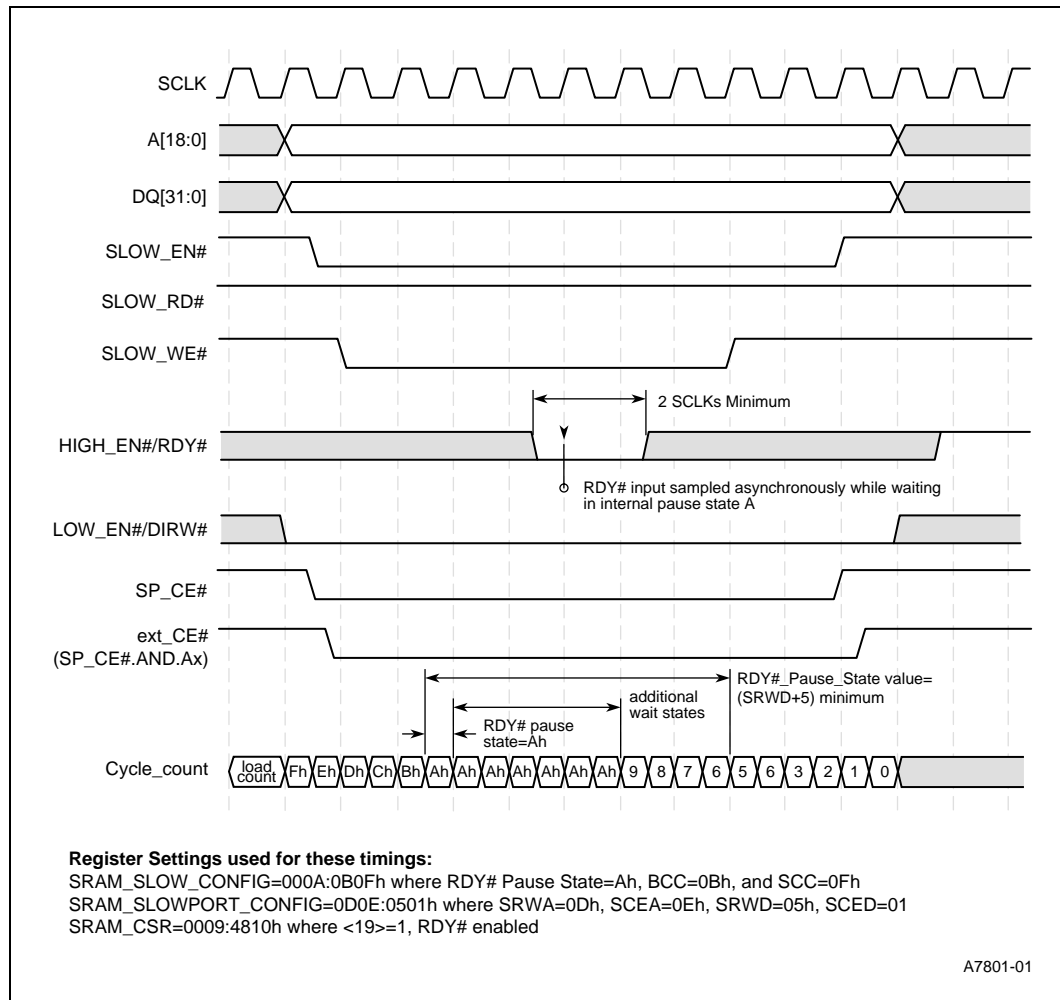 SCLK
A[18:0]
DQ[31:0]
SLOW_EN#
SLOW_RD#
SLOW_WE#
2 SCLKs Minimum
HIGH_EN#/RDY#
RDY# input sampled asynchronously while waiting
in internal pause state A
LOW_EN#/DIRW#
SP_CE#
ext_CE#
(SP_CE#.AND.Ax)
RDY#_Pause_State value=
(SRWD+5) minimum
additional
wait states
RDY# pause
state=Ah
Cycle_count
load
count
Fh Eh Dh Ch Bh Ah Ah Ah Ah Ah Ah Ah 9 8 7 6 5 6 3 2 1 0
Register Settings used for these timings:
SRAM_SLOW_CONFIG=000A:0B0Fh where RDY# Pause State=Ah, BCC=0Bh, and SCC=0Fh
SRAM_SLOWPORT_CONFIG=0D0E:0501h where SRWA=0Dh, SCEA=0Eh, SRWD=05h, SCED=01
SRAM_CSR=0009:4810h where <19>=1, RDY# enabled
A7801-01